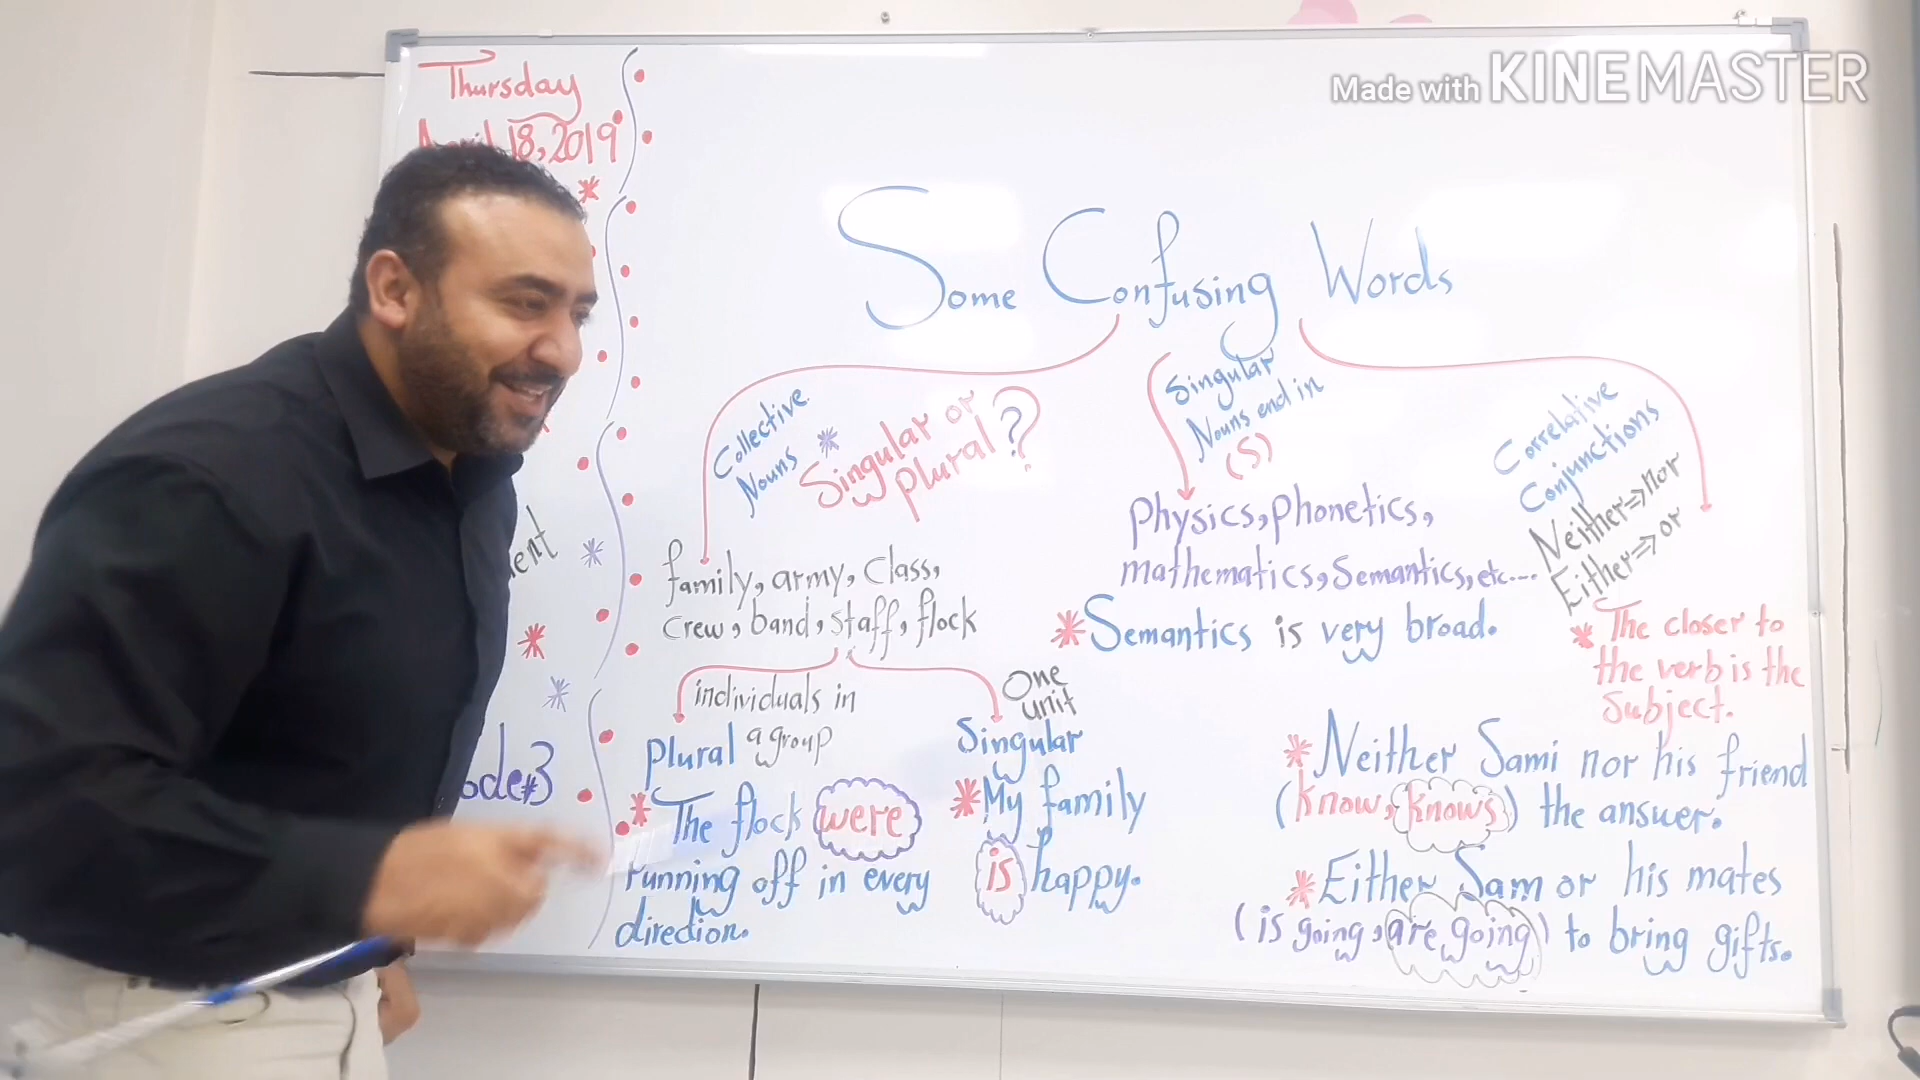 Made with KINEMASTER
Thursday
April 18, 2019
Some Confusing Words
Collective
Nouns
Singular or
plural?
family, army, class,
crew, band, staff, flock
individuals in
a group
Plural
The flock were
running off in every
direction.
One
unit
Singular
My family
is happy.
Singular
Nouns end in
(S)
Physics, phonetics,
mathematics, Semantics, etc....
Semantics is very broad.
Correlative
Conjunctions
Neither => nor
Either => or
The closer to
the verb is the
Subject.
Neither Sami nor his friend
(know, knows) the answer.
Either Sam or his mates
(is going, are going) to bring gifts.